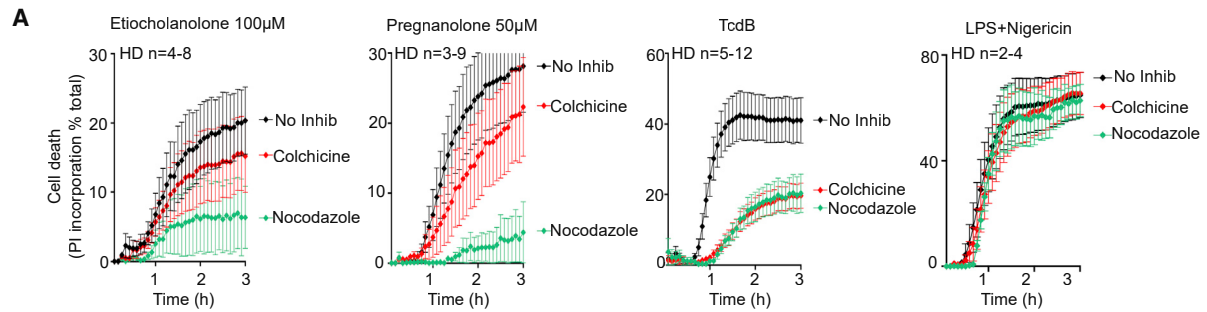 A
Etiocholanolone 100µM
Pregnanolone 50µM
TcdB
LPS+Nigericin
Cell death
(PI incorporation % total)
HD n=4-8
30
20
10
0
1 2 3
Time (h)
No Inhib
Colchicine
Nocodazole
HD n=3-9
30
20
10
0
1 2 3
Time (h)
No Inhib
Colchicine
Nocodazole
HD n=5-12
60
40
20
0
1 2 3
Time (h)
No Inhib
Colchicine
Nocodazole
HD n=2-4
80
40
0
1 2 3
Time (h)
No Inhib
Colchicine
Nocodazole